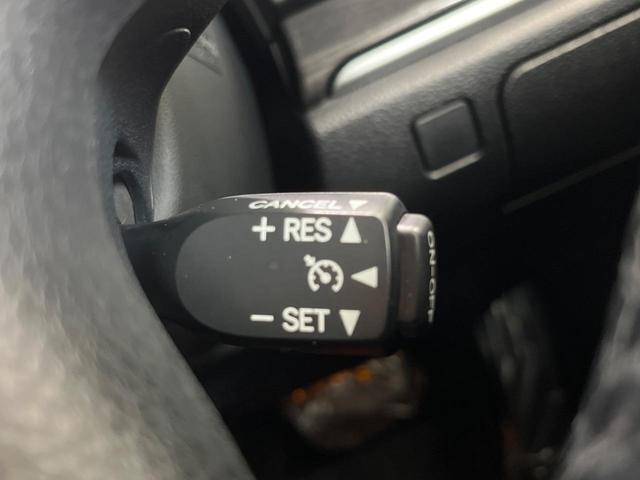 CANCEL ▼
+ RES ▲
◀
− SET ▼
ON-OFF